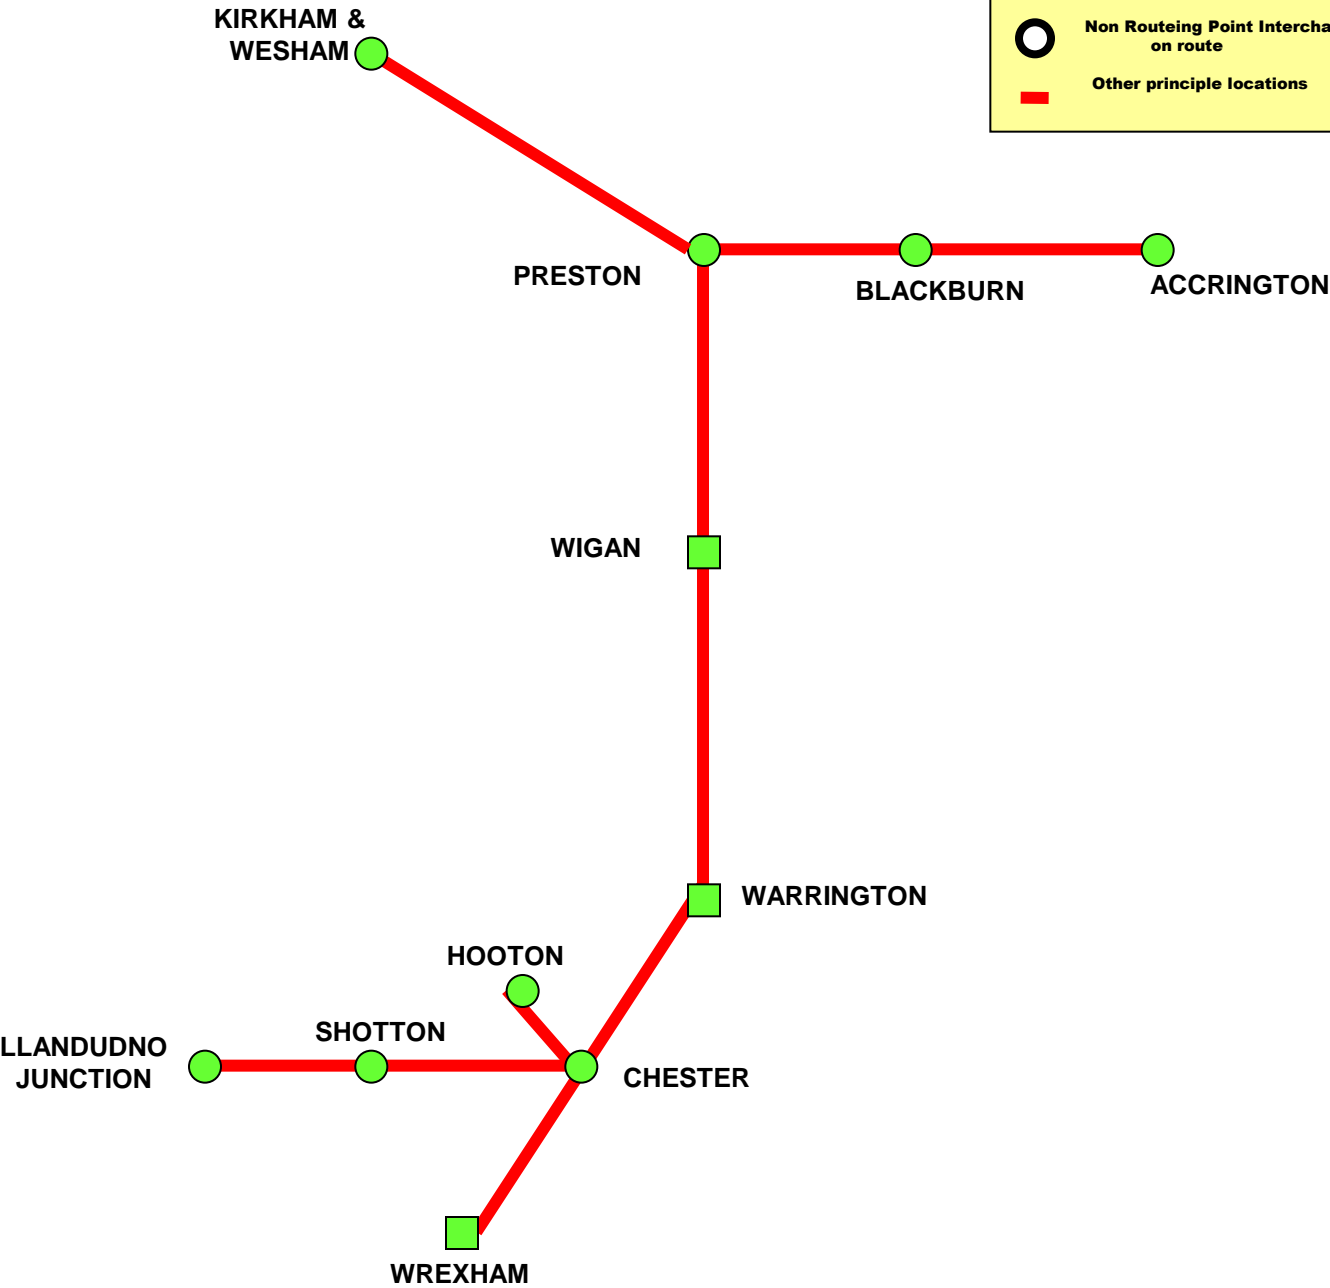 KIRKHAM &
WESHAM
Non Routeing Point Intercha
on route
Other principle locations
PRESTON
BLACKBURN
ACCRINGTON
WIGAN
WARRINGTON
HOOTON
SHOTTON
LLANDUDNO
JUNCTION
CHESTER
WREXHAM